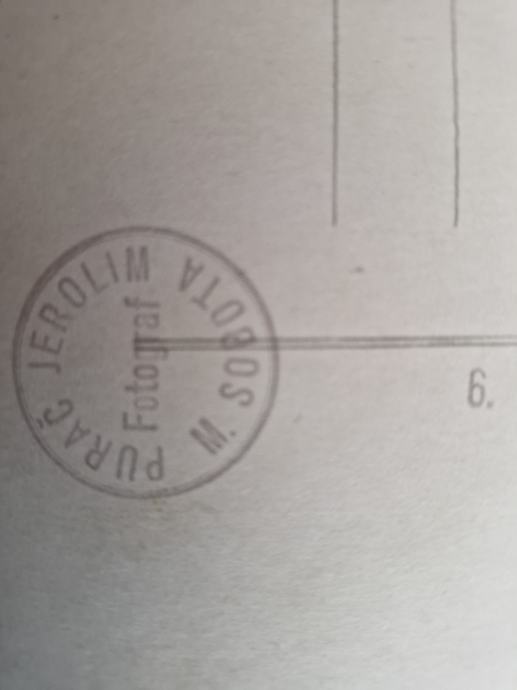 PURAČ JEROLIM
Fotograf
M. SOBOTA
6.